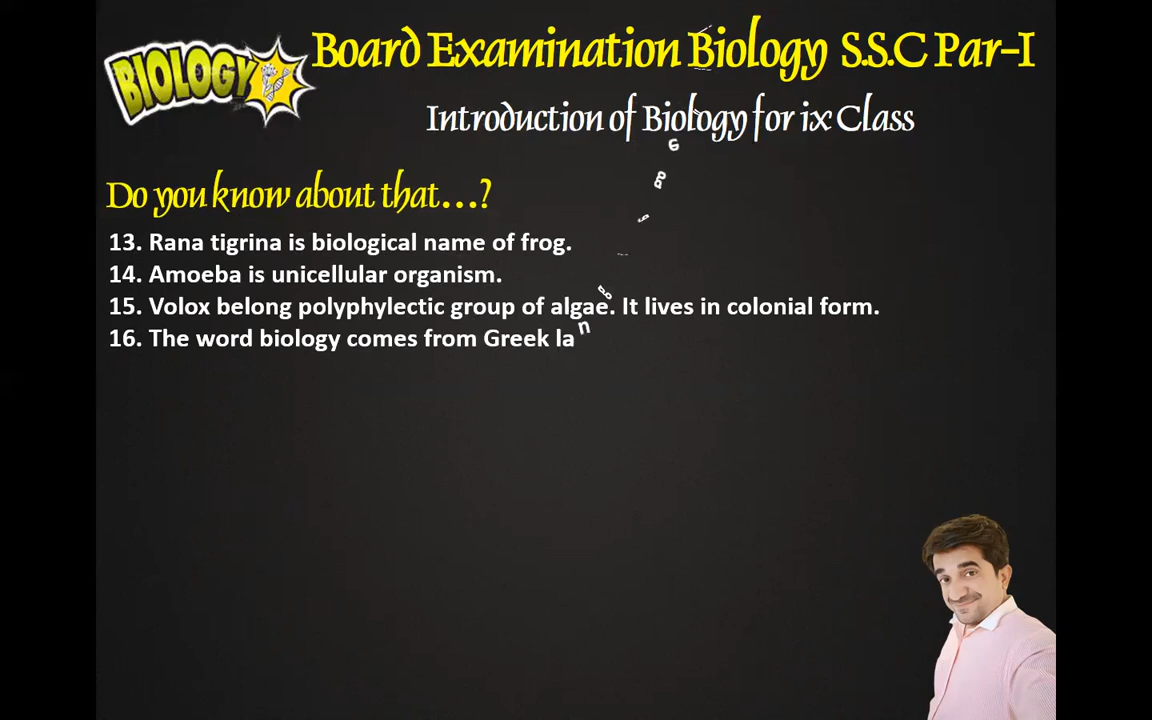 BIOLOGY
Board Examination Biology S.S.C Par-I
Introduction of Biology for ix Class
Do you know about that...?
13. Rana tigrina is biological name of frog.
14. Amoeba is unicellular organism.
15. Volox belong polyphylectic group of algae. It lives in colonial form.
16. The word biology comes from Greek lan